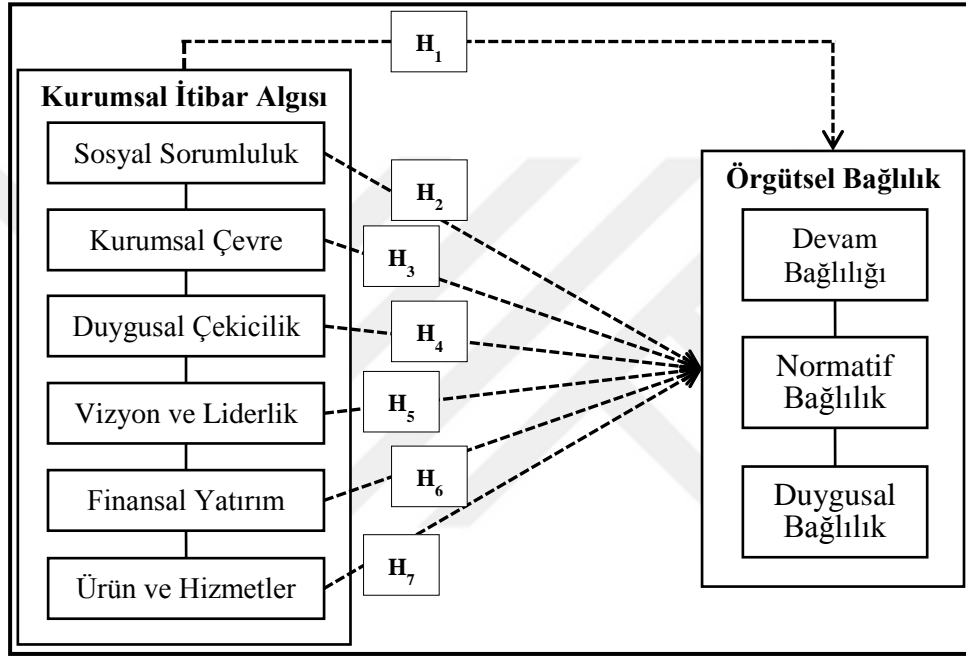 H1
Kurumsal İtibar Algısı
Sosyal Sorumluluk
Kurumsal Çevre
Duygusal Çekicilik
Vizyon ve Liderlik
Finansal Yatırım
Ürün ve Hizmetler
H2
H3
H4
H5
H6
H7
Örgütsel Bağlılık
Devam
Bağlılığı
Normatif
Bağlılık
Duygusal
Bağlılık